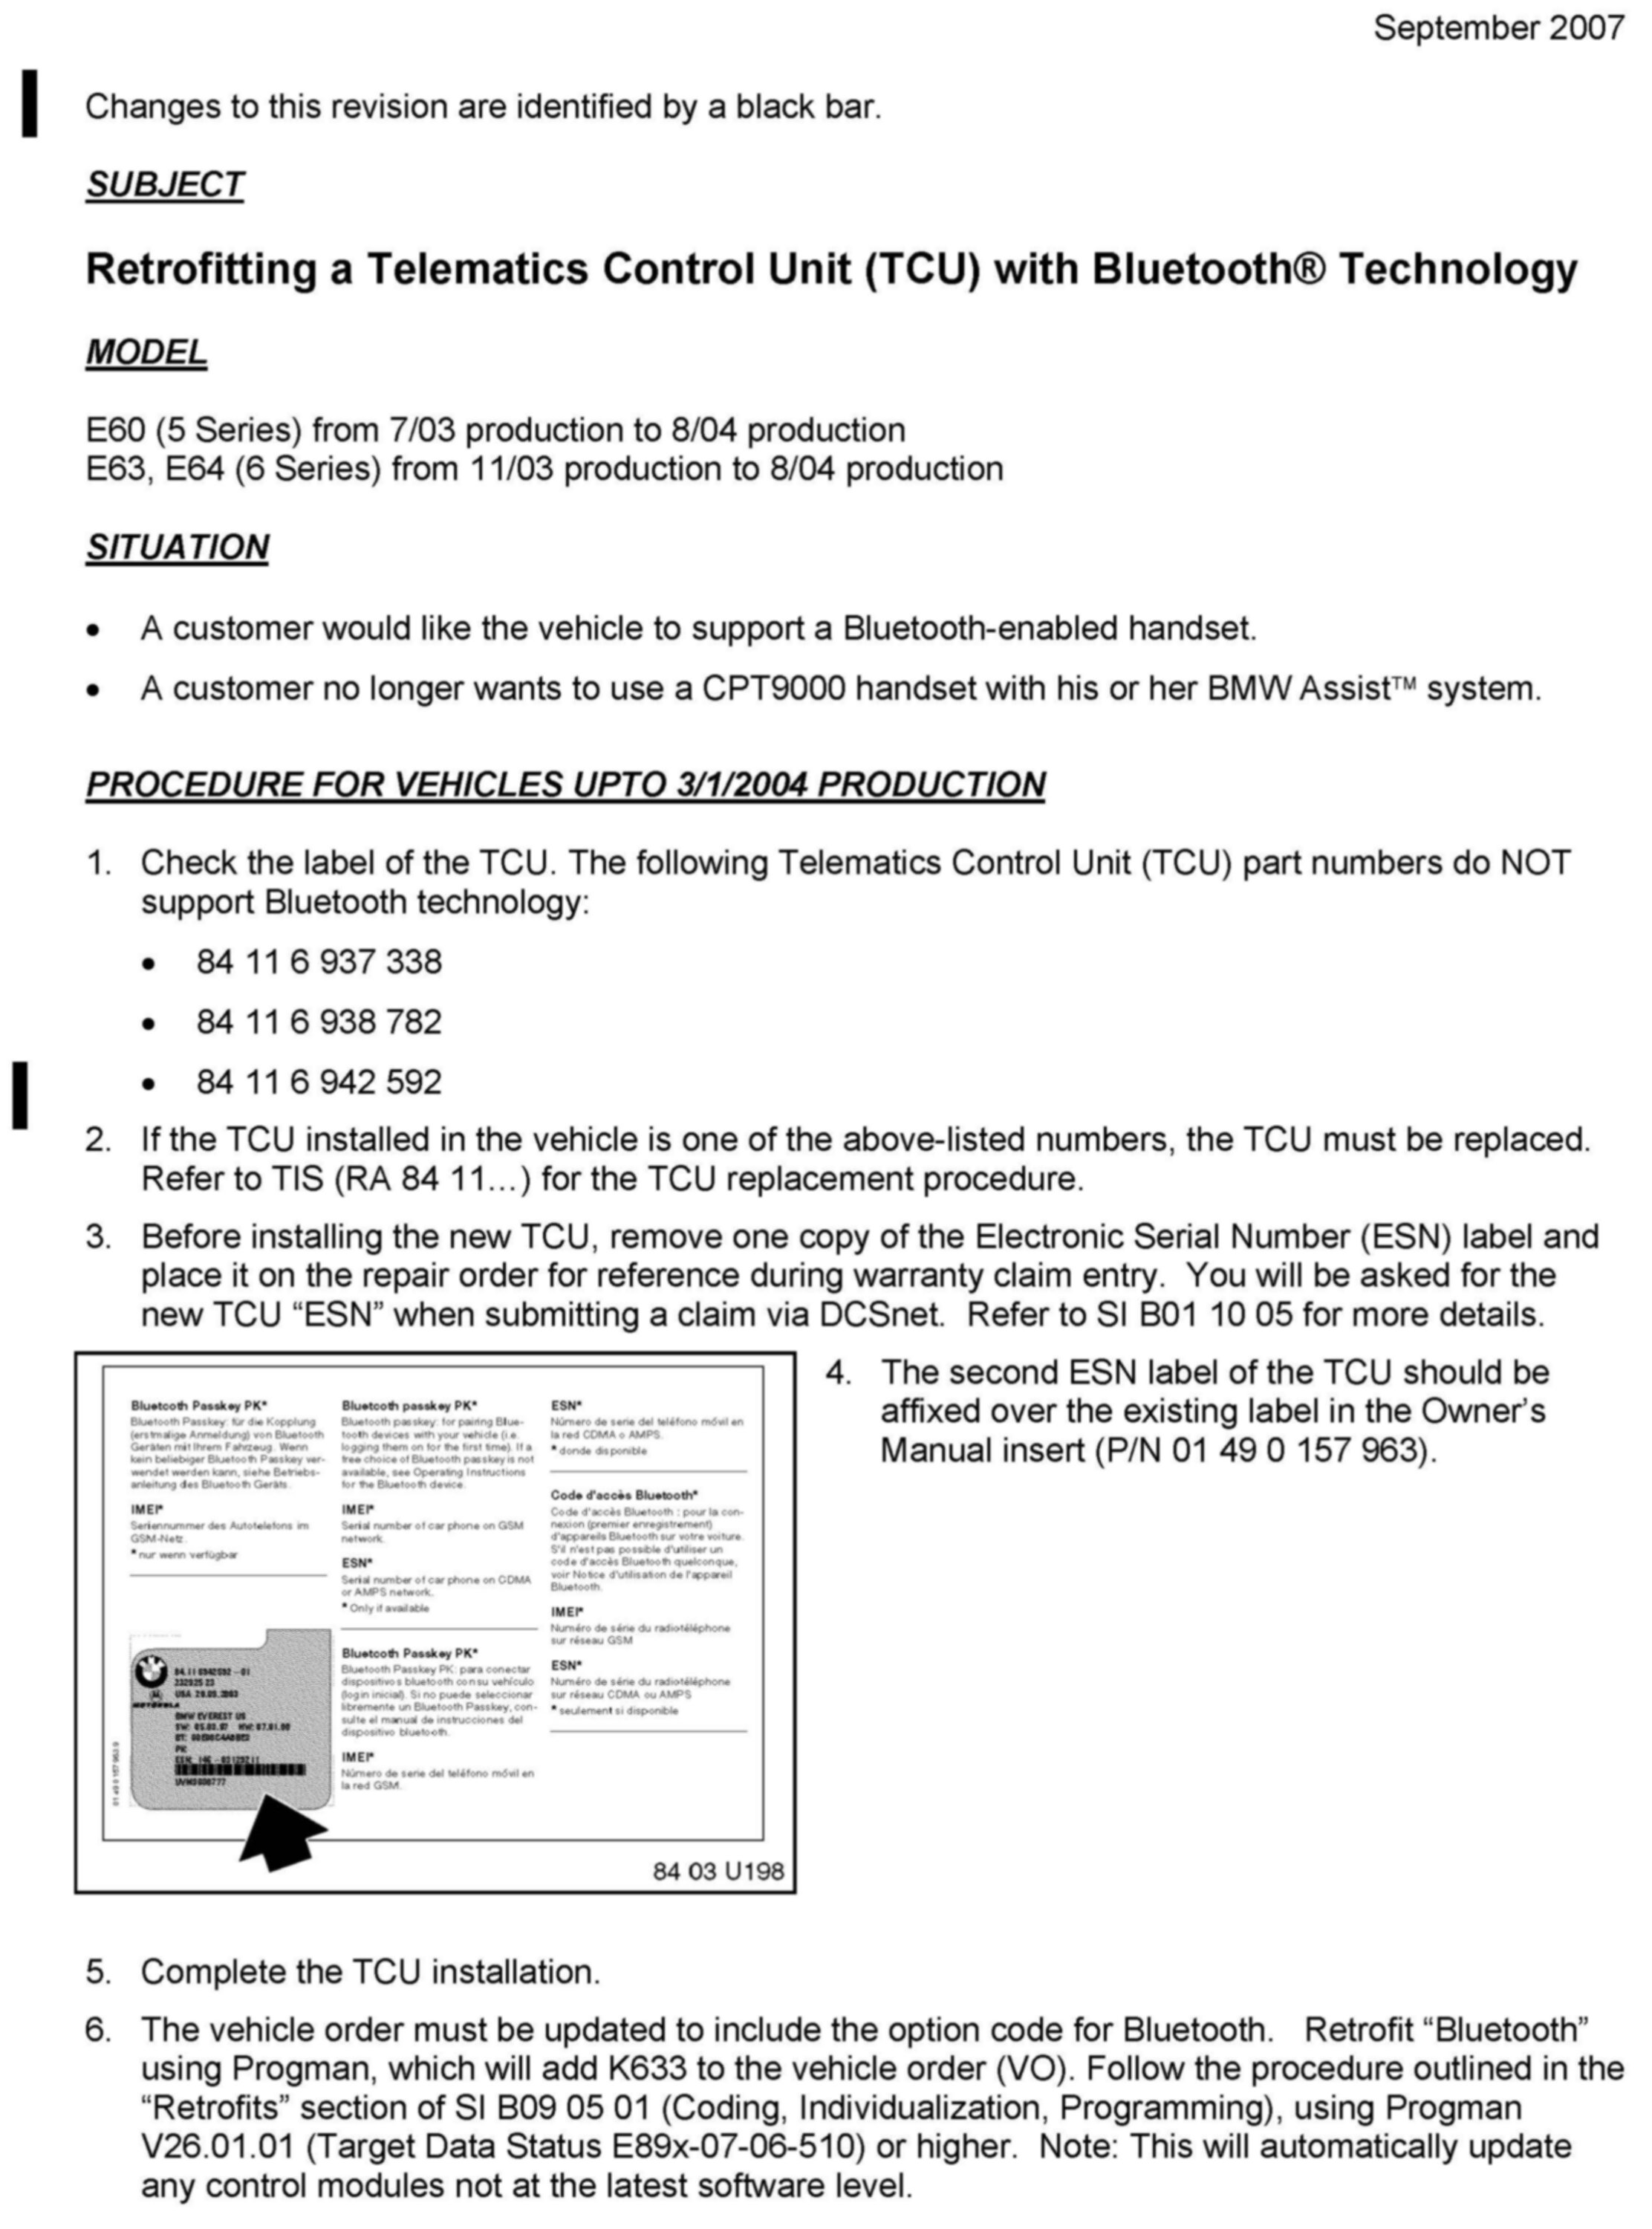 September 2007
Changes to this revision are identified by a black bar.
SUBJECT
Retrofitting a Telematics Control Unit (TCU) with Bluetooth® Technology
MODEL
E60 (5 Series) from 7/03 production to 8/04 production
E63, E64 (6 Series) from 11/03 production to 8/04 production
SITUATION
• A customer would like the vehicle to support a Bluetooth-enabled handset.
• A customer no longer wants to use a CPT9000 handset with his or her BMW Assist™ system.
PROCEDURE FOR VEHICLES UPTO 3/1/2004 PRODUCTION
1. Check the label of the TCU. The following Telematics Control Unit (TCU) part numbers do NOT
support Bluetooth technology:
• 84 11 6 937 338
• 84 11 6 938 782
• 84 11 6 942 592
2. If the TCU installed in the vehicle is one of the above-listed numbers, the TCU must be replaced.
Refer to TIS (RA 84 11…) for the TCU replacement procedure.
3. Before installing the new TCU, remove one copy of the Electronic Serial Number (ESN) label and
place it on the repair order for reference during warranty claim entry. You will be asked for the
new TCU “ESN” when submitting a claim via DCSnet. Refer to SI B01 10 05 for more details.
Bluetooth Passkey PK*
Bluetooth Passkey: für die Kopplung
(erstmalige Anmeldung) von Bluetooth
Geräten mit Ihrem Fahrzeug. Wenn
kein beliebiger Bluetooth Passkey ver-
wendet werden kann, siehe Betriebs-
anleitung des Bluetooth Geräts.
IMEI*
Seriennummer des Autotelefons im
GSM-Netz.
* nur wenn verfügbar
84.11 6942592 - 01
USA
MOTOROLA
BMW EVEREST US
PK
01 49 0 157 963 9
Bluetooth passkey PK*
Bluetooth passkey: for pairing Blue-
tooth devices with your vehicle (i.e.
logging them on for the first time). If a
free choice of Bluetooth passkey is not
available, see Operating Instructions
for the Bluetooth device.
IMEI*
Serial number of car phone on GSM
network.
ESN*
Serial number of car phone on CDMA
or AMPS network.
* Only if available
Bluetooth Passkey PK*
Bluetooth Passkey PK: para conectar
dispositivos bluetooth con su vehículo
(login inicial). Si no puede seleccionar
libremente un Bluetooth Passkey, con-
sulte el manual de instrucciones del
dispositivo bluetooth.
IMEI*
Número de serie del teléfono móvil en
la red GSM.
ESN*
Número de serie del teléfono móvil en
la red CDMA o AMPS.
* donde disponible
Code d'accès Bluetooth*
Code d'accès Bluetooth : pour la con-
nexion (premier enregistrement)
d'appareils Bluetooth sur votre voiture.
S'il n'est pas possible d'utiliser un
code d'accès Bluetooth quelconque,
voir Notice d'utilisation de l'appareil
Bluetooth.
IMEI*
Numéro de série du radiotéléphone
sur réseau GSM
ESN*
Numéro de série du radiotéléphone
sur réseau CDMA ou AMPS
* seulement si disponible
84 03 U198
4. The second ESN label of the TCU should be
affixed over the existing label in the Owner’s
Manual insert (P/N 01 49 0 157 963).
5. Complete the TCU installation.
6. The vehicle order must be updated to include the option code for Bluetooth. Retrofit “Bluetooth”
using Progman, which will add K633 to the vehicle order (VO). Follow the procedure outlined in the
“Retrofits” section of SI B09 05 01 (Coding, Individualization, Programming), using Progman
V26.01.01 (Target Data Status E89x-07-06-510) or higher. Note: This will automatically update
any control modules not at the latest software level.